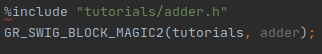 %include "tutorials/adder.h"
GR_SWIG_BLOCK_MAGIC2(tutorials, adder);